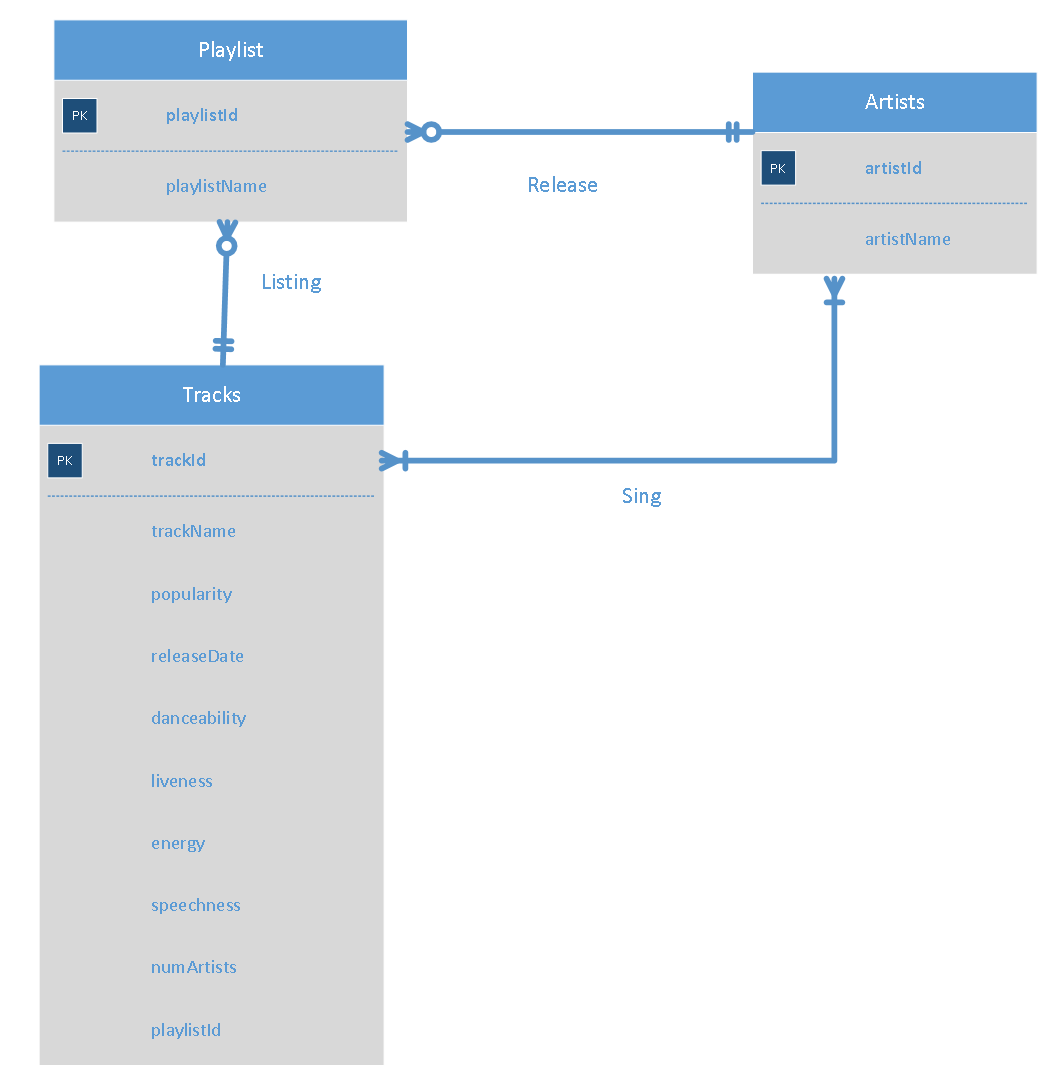 Playlist
PK playlistId
playlistName
Artists
PK artistId
artistName
Release
Listing
Tracks
PK trackId
trackName
popularity
releaseDate
danceability
liveness
energy
speechness
numArtists
playlistId
Sing